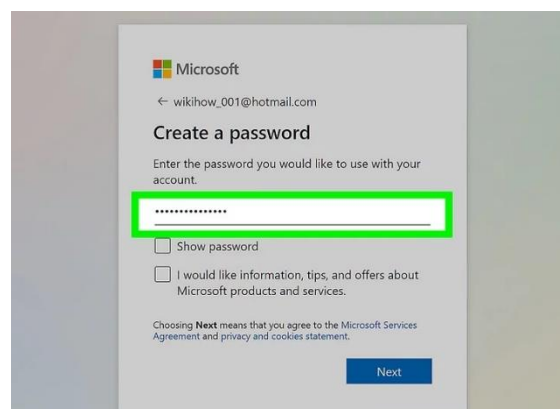 Microsoft
← wikihow_001@hotmail.com
Create a password
Enter the password you would like to use with your
account.
•••••••••••••••
Show password
I would like information, tips, and offers about
Microsoft products and services.
Choosing Next means that you agree to the Microsoft Services
Agreement and privacy and cookies statement.
Next